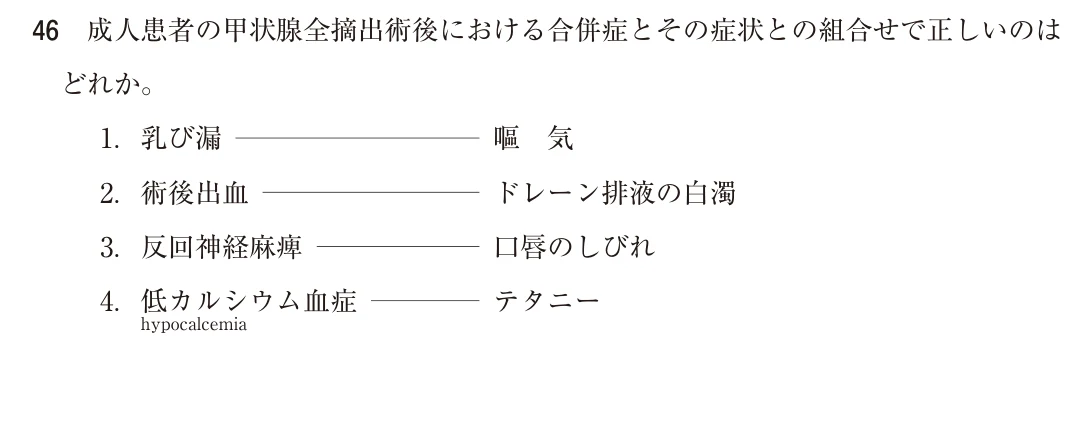 46 成人患者の甲状腺全摘出術後における合併症とその症状との組合せで正しいのは
どれか。
1. 乳び漏 ――――――――― 嘔　気
2. 術後出血 ―――――――― ドレーン排液の白濁
3. 反回神経麻痺 ―――――― 口唇のしびれ
4. 低カルシウム血症 ―――― テタニー
hypocalcemia